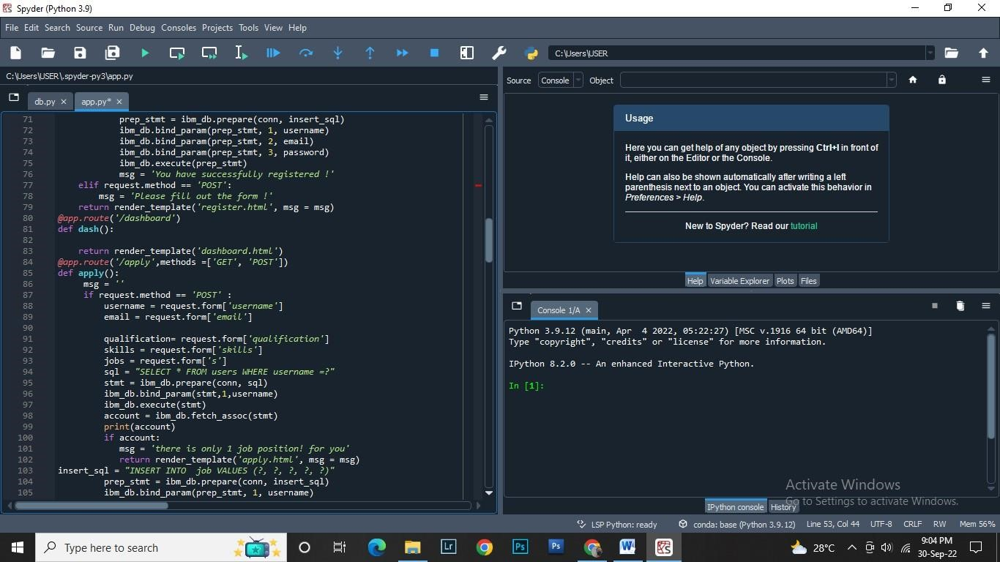 Spyder (Python 3.9)
File Edit Search Source Run Debug Consoles Projects Tools View Help
C:\Users\USER
C:\Users\USER\.spyder-py3\app.py
db.py app.py*
71 prep_stmt = ibm_db.prepare(conn, insert_sql)
72 ibm_db.bind_param(prep_stmt, 1, username)
73 ibm_db.bind_param(prep_stmt, 2, email)
74 ibm_db.bind_param(prep_stmt, 3, password)
75 ibm_db.execute(prep_stmt)
76 msg = 'You have successfully registered !'
77 elif request.method == 'POST':
78 msg = 'Please fill out the form !'
79 return render_template('register.html', msg = msg)
80 @app.route('/dashboard')
81 def dash():
82
83 return render_template('dashboard.html')
84 @app.route('/apply',methods =['GET', 'POST'])
85 def apply():
86 msg = ''
87 if request.method == 'POST' :
88 username = request.form['username']
89 email = request.form['email']
90
91 qualification= request.form['qualification']
92 skills = request.form['skills']
93 jobs = request.form['s']
94 sql = "SELECT * FROM users WHERE username =?"
95 stmt = ibm_db.prepare(conn, sql)
96 ibm_db.bind_param(stmt,1,username)
97 ibm_db.execute(stmt)
98 account = ibm_db.fetch_assoc(stmt)
99 print(account)
100 if account:
101 msg = 'there is only 1 job position! for you'
102 return render_template('apply.html', msg = msg)
103 insert_sql = "INSERT INTO  job VALUES (?, ?, ?, ?, ?)"
104 prep_stmt = ibm_db.prepare(conn, insert_sql)
105 ibm_db.bind_param(prep_stmt, 1, username)
Source Console Object
Usage
Here you can get help of any object by pressing Ctrl+I in front of
it, either on the Editor or the Console.
Help can also be shown automatically after writing a left
parenthesis next to an object. You can activate this behavior in
Preferences > Help.
New to Spyder? Read our tutorial
Help Variable Explorer Plots Files
Console 1/A
Python 3.9.12 (main, Apr  4 2022, 05:22:27) [MSC v.1916 64 bit (AMD64)]
Type "copyright", "credits" or "license" for more information.
IPython 8.2.0 -- An enhanced Interactive Python.
In [1]:
Activate Windows
Go to Settings to activate Windows.
IPython console History
LSP Python: ready conda: base (Python 3.9.12) Line 53, Col 44 UTF-8 CRLF RW Mem 56%
Type here to search
Lr Ps Ps W
28°C
9:04 PM
30-Sep-22